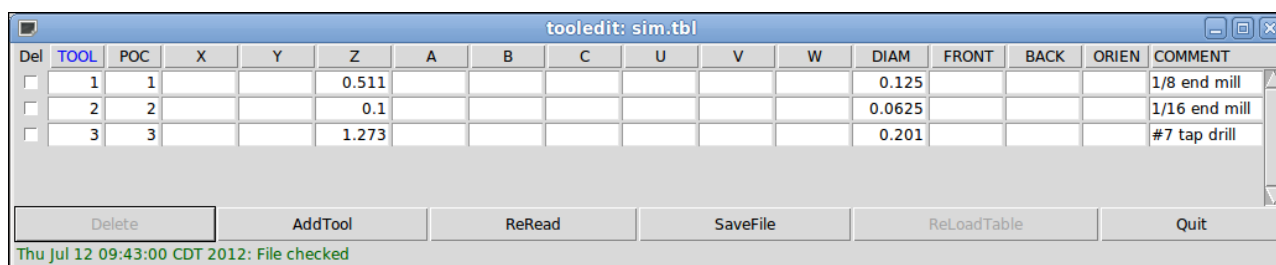 tooledit: sim.tbl
Del TOOL POC X Y Z A B C U V W DIAM FRONT BACK ORIEN COMMENT
1 1 0.511 0.125 1/8 end mill
2 2 0.1 0.0625 1/16 end mill
3 3 1.273 0.201 #7 tap drill
Delete AddTool ReRead SaveFile ReLoadTable Quit
Thu Jul 12 09:43:00 CDT 2012: File checked